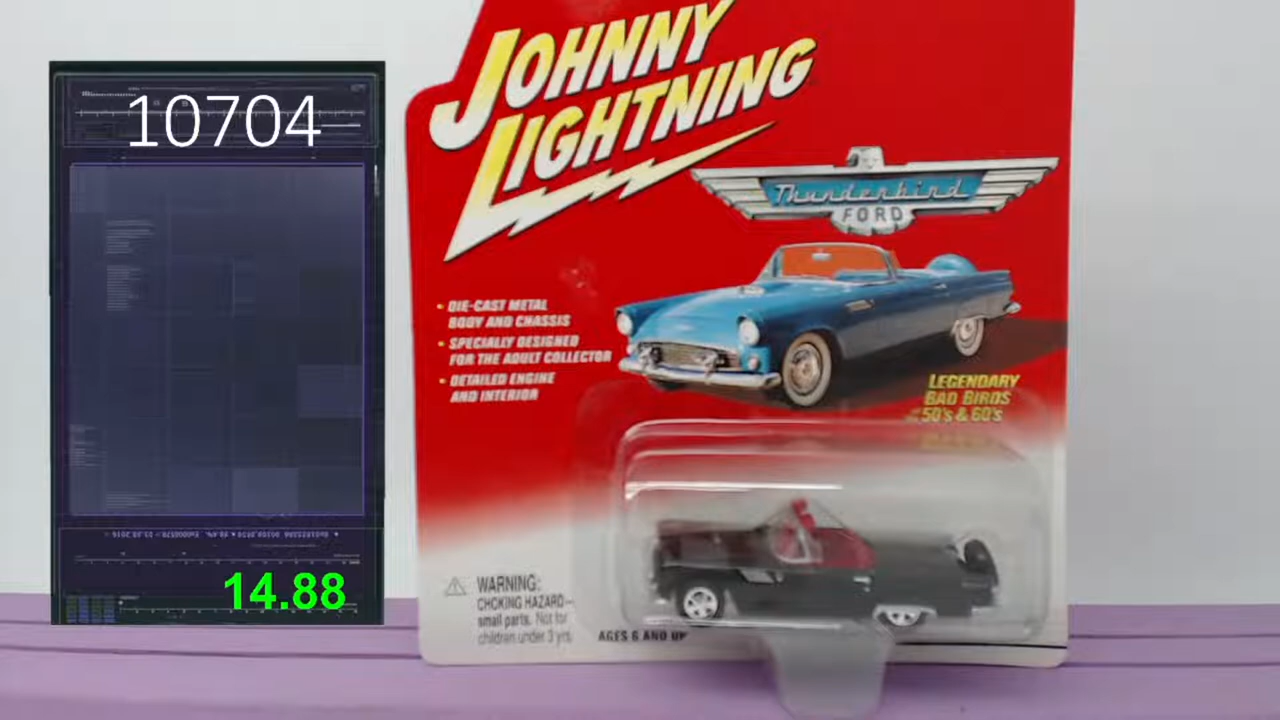 10704
14.88
JOHNNY
LIGHTNING
Thunderbird
FORD
• DIE-CAST METAL
BODY AND CHASSIS
• SPECIALLY DESIGNED
FOR THE ADULT COLLECTOR
• DETAILED ENGINE
AND INTERIOR
LEGENDARY
BAD BIRDS
50's & 60's
WARNING:
CHOKING HAZARD–
small parts. Not for
children under 3 yrs.
AGES 6 AND UP